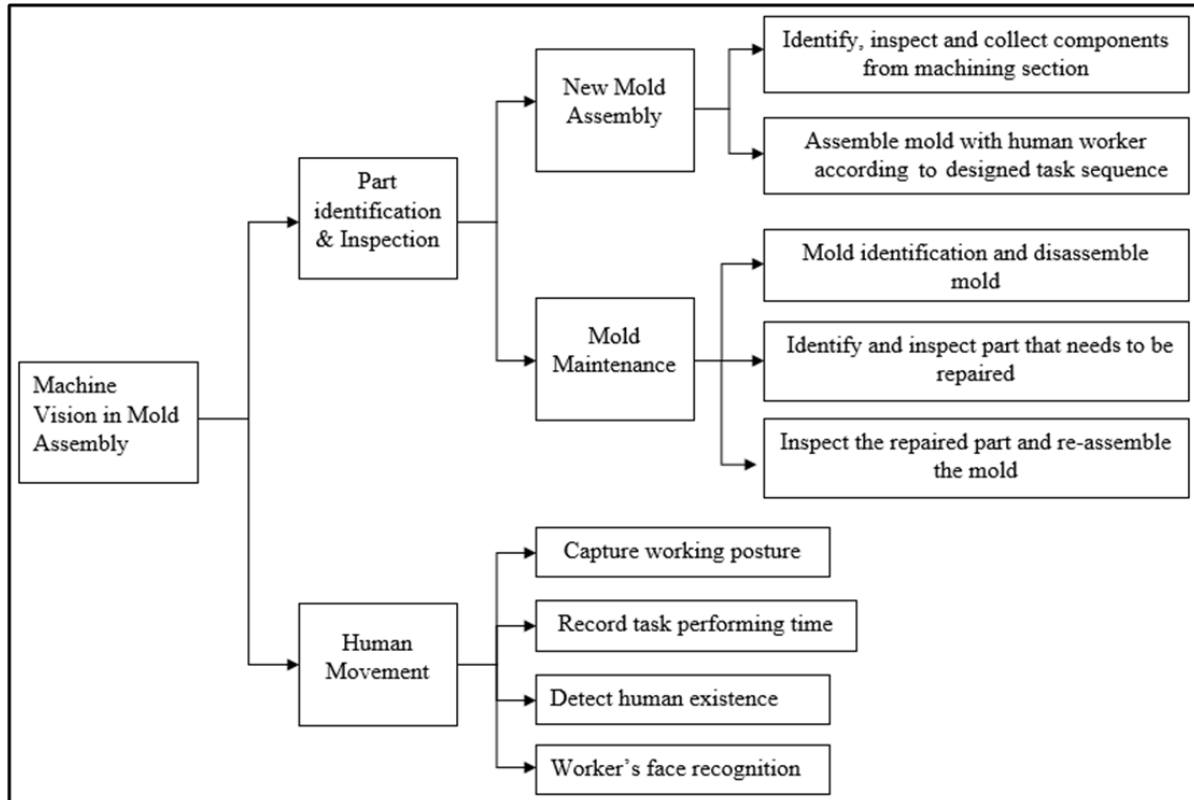 Machine
Vision in Mold
Assembly
Part
identification
& Inspection
New Mold
Assembly
Identify, inspect and collect components
from machining section
Assemble mold with human worker
according to designed task sequence
Mold
Maintenance
Mold identification and disassemble
mold
Identify and inspect part that needs to be
repaired
Inspect the repaired part and re-assemble
the mold
Human
Movement
Capture working posture
Record task performing time
Detect human existence
Worker's face recognition